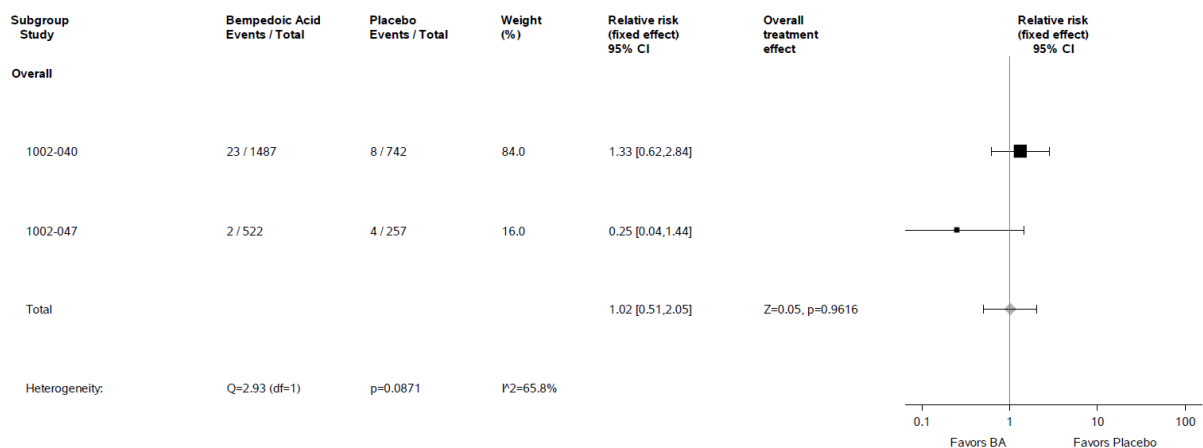 Subgroup Bempedoic Acid Placebo Weight Relative risk Overall Relative risk
Study Events / Total Events / Total (%) (fixed effect) treatment (fixed effect)
95% CI effect 95% CI
Overall
1002-040 23 / 1487 8 / 742 84.0 1.33 [0.62,2.84]
1002-047 2 / 522 4 / 257 16.0 0.25 [0.04,1.44]
Total 1.02 [0.51,2.05] Z=0.05, p=0.9616
Heterogeneity: Q=2.93 (df=1) p=0.0871 I^2=65.8%
0.1 1 10 100
Favors BA Favors Placebo